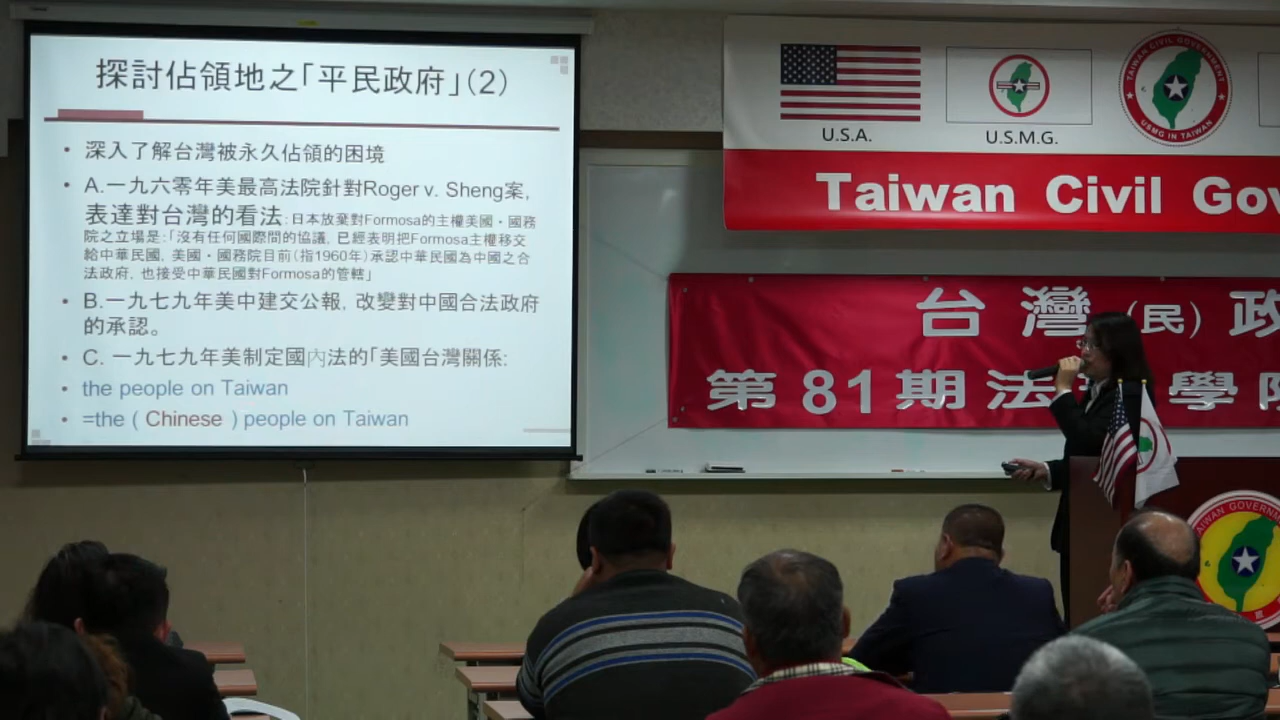 探討佔領地之「平民政府」(2)
• 深入了解台灣被永久佔領的困境
• A.一九六零年美最高法院針對Roger v. Sheng案,
表達對台灣的看法:日本放棄對Formosa的主權美國・國務
院之立場是:「沒有任何國際間的協議, 已經表明把Formosa主權移交
給中華民國, 美國・國務院目前(指1960年)承認中華民國為中國之合
法政府, 也接受中華民國對Formosa的管轄」
• B.一九七九年美中建交公報, 改變對中國合法政府
的承認。
• C. 一九七九年美制定國內法的「美國台灣關係:
• the people on Taiwan
• =the ( Chinese ) people on Taiwan
U.S.A.
U.S.M.G.
TAIWAN CIVIL GOVERNMENT
USMG IN TAIWAN
Taiwan Civil Gov
台灣(民)政
第81期法 學
TAIWAN GOVERNM